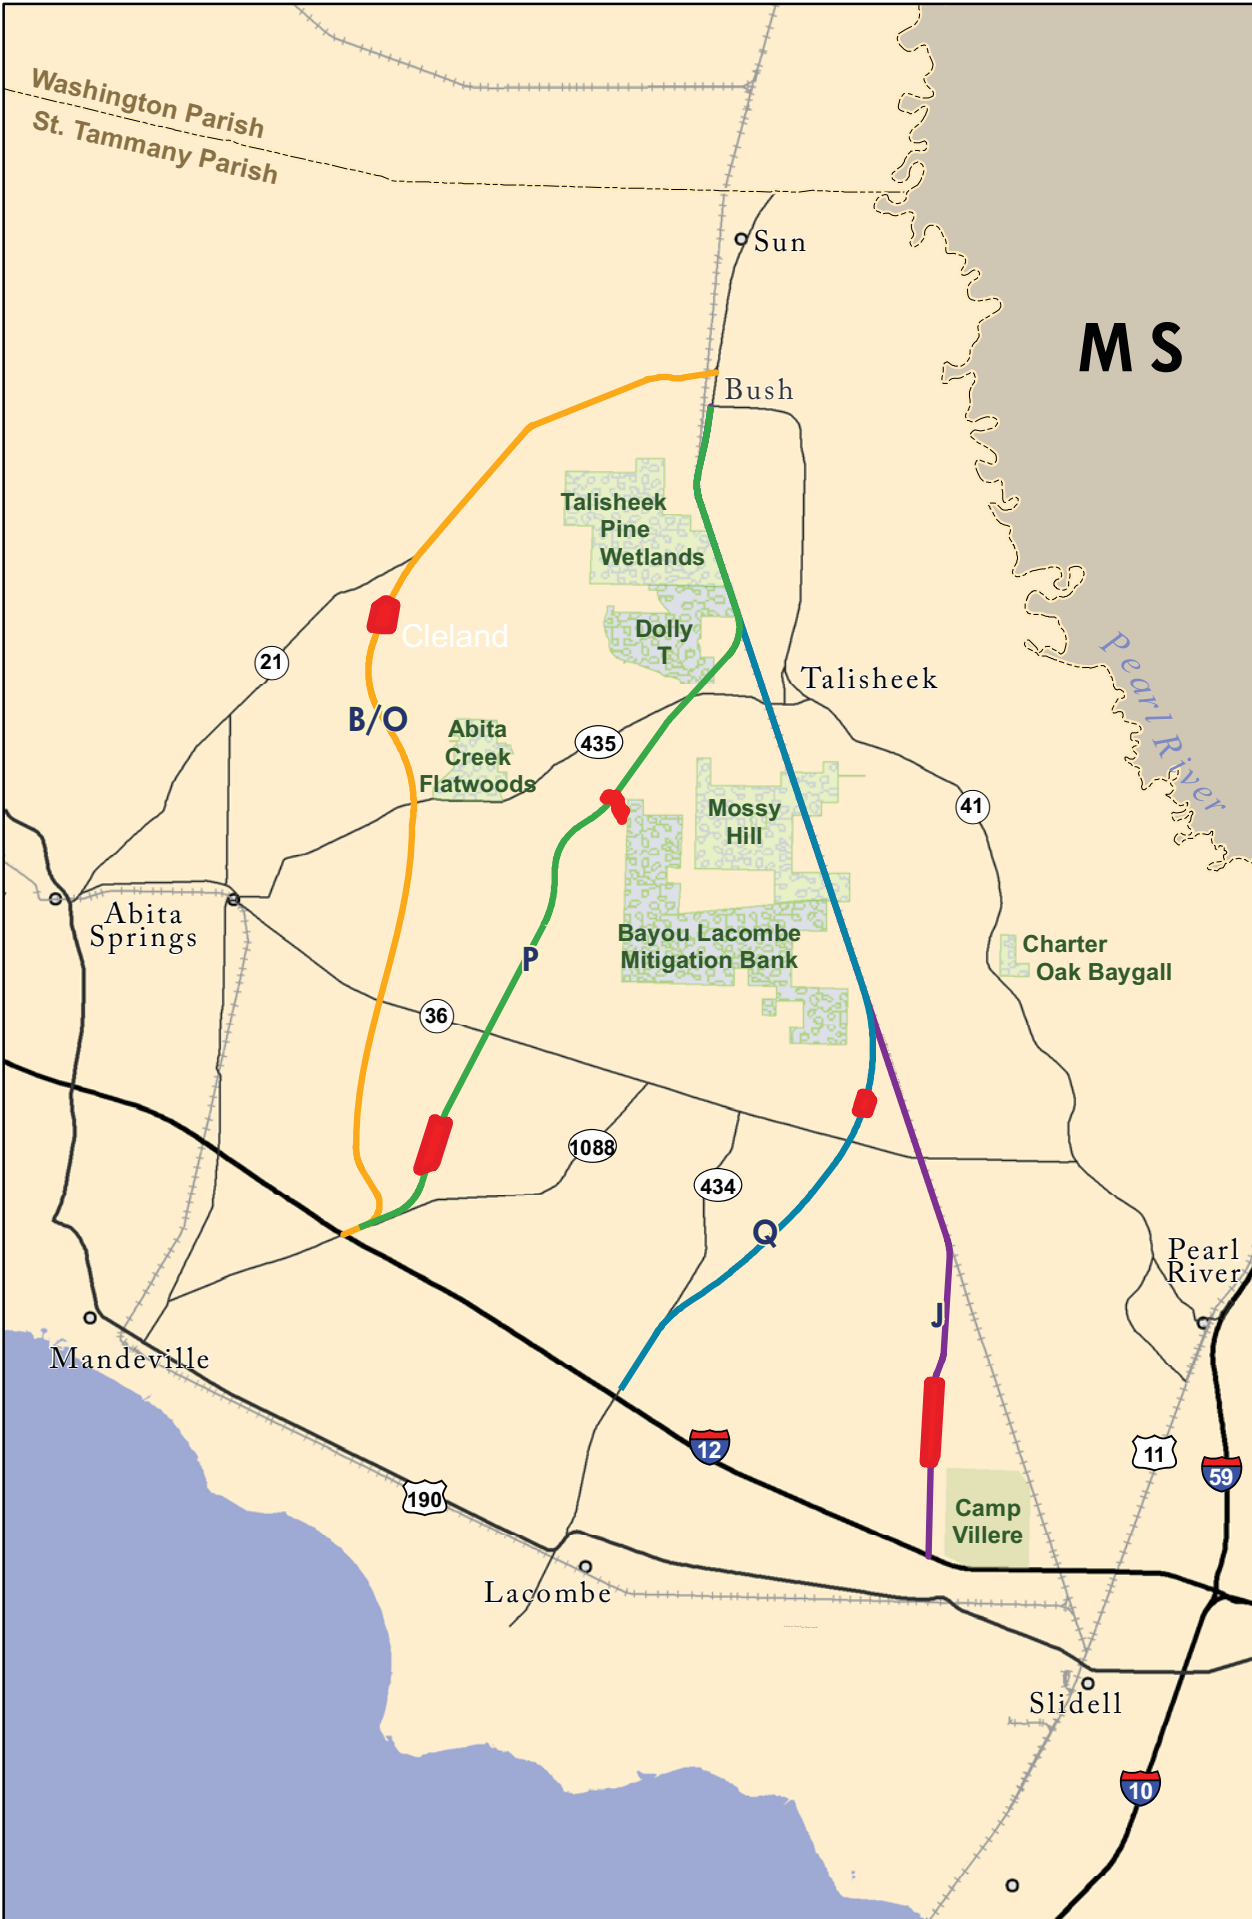 Washington Parish
St. Tammany Parish
Sun
MS
Bush
Talisheek
Pine
Wetlands
Cleland
Dolly
T
21
Talisheek
Pearl River
B/O
Abita
Creek
Flatwoods
435
Mossy
Hill
41
Abita
Springs
Bayou Lacombe
Mitigation Bank
Charter
Oak Baygall
P
36
1088
434
Q
Pearl
River
J
Mandeville
12
11
59
190
Camp
Villere
Lacombe
Slidell
10